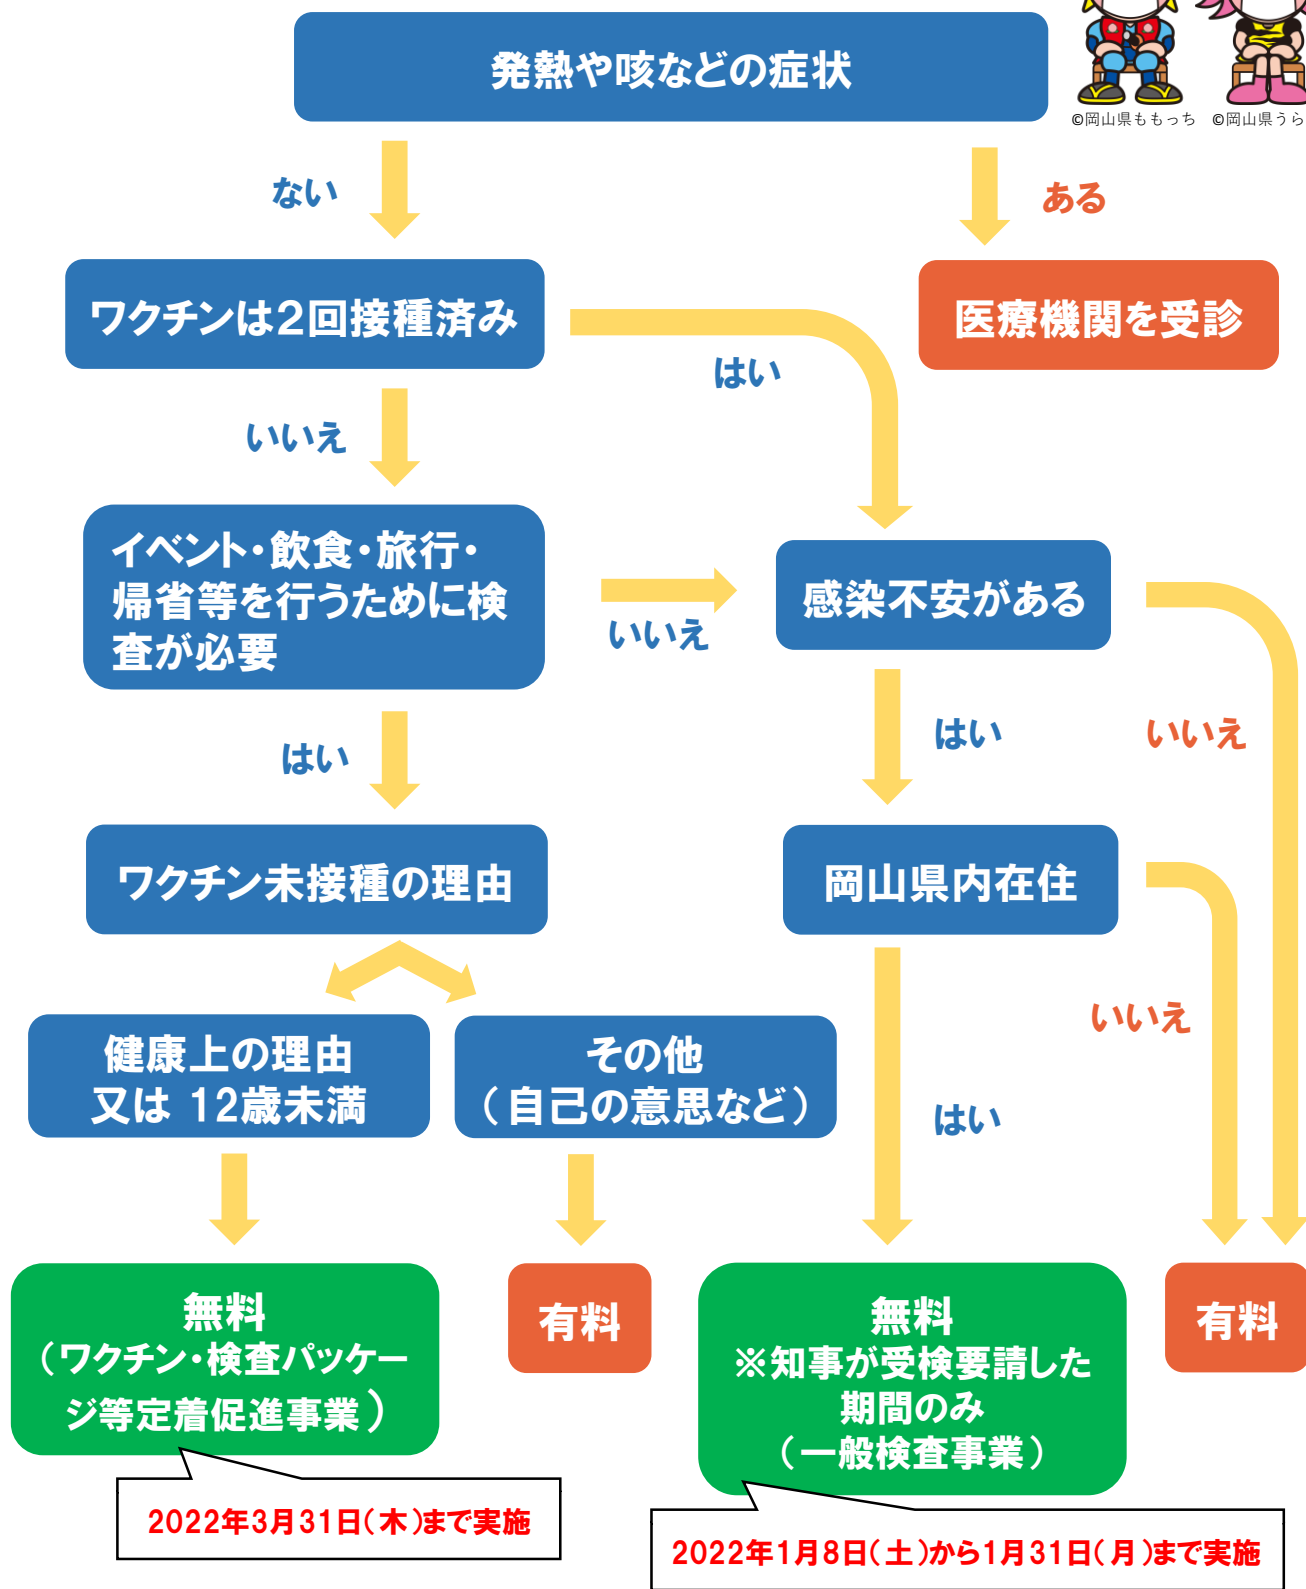 発熱や咳などの症状
©岡山県ももっち ©岡山県うら
ない
ある
ワクチンは２回接種済み
医療機関を受診
はい
いいえ
イベント・飲食・旅行・
帰省等を行うために検
査が必要
いいえ
感染不安がある
はい
はい
いいえ
ワクチン未接種の理由
岡山県内在住
健康上の理由
又は 12歳未満
その他
（自己の意思など）
はい
いいえ
無料
（ワクチン・検査パッケー
ジ等定着促進事業）
有料
無料
※知事が受検要請した
期間のみ
（一般検査事業）
有料
2022年3月31日（木）まで実施
2022年1月8日（土）から1月31日（月）まで実施